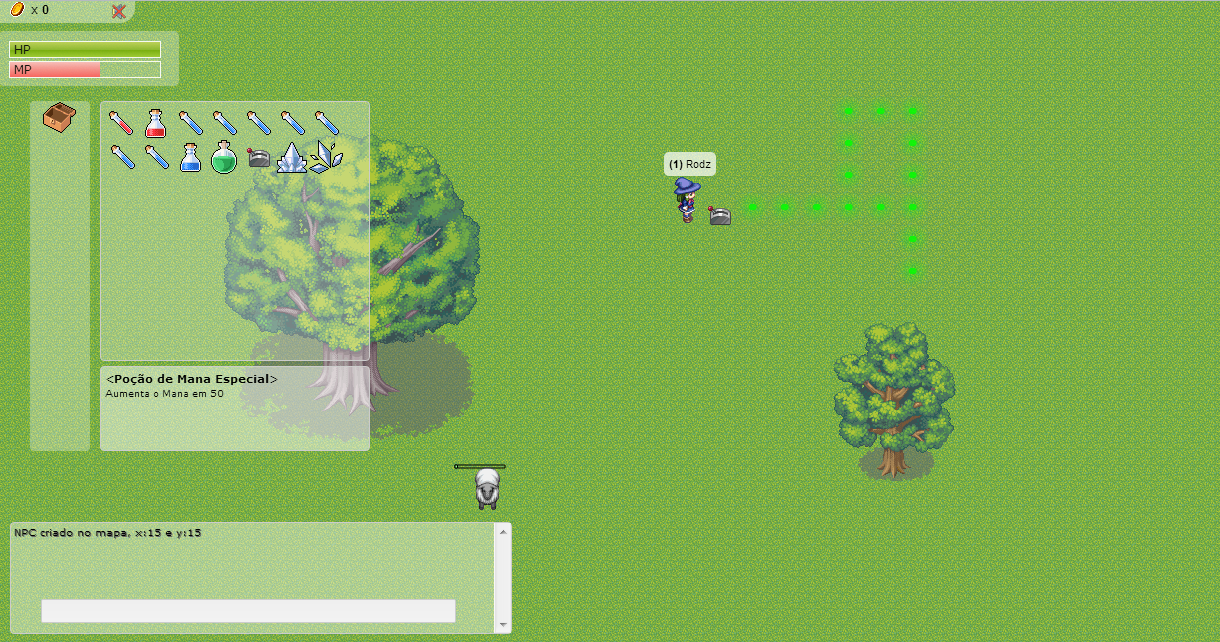 x 0
HP
MP
(1) Rodz
<Poção de Mana Especial>
Aumenta o Mana em 50
NPC criado no mapa, x:15 e y:15